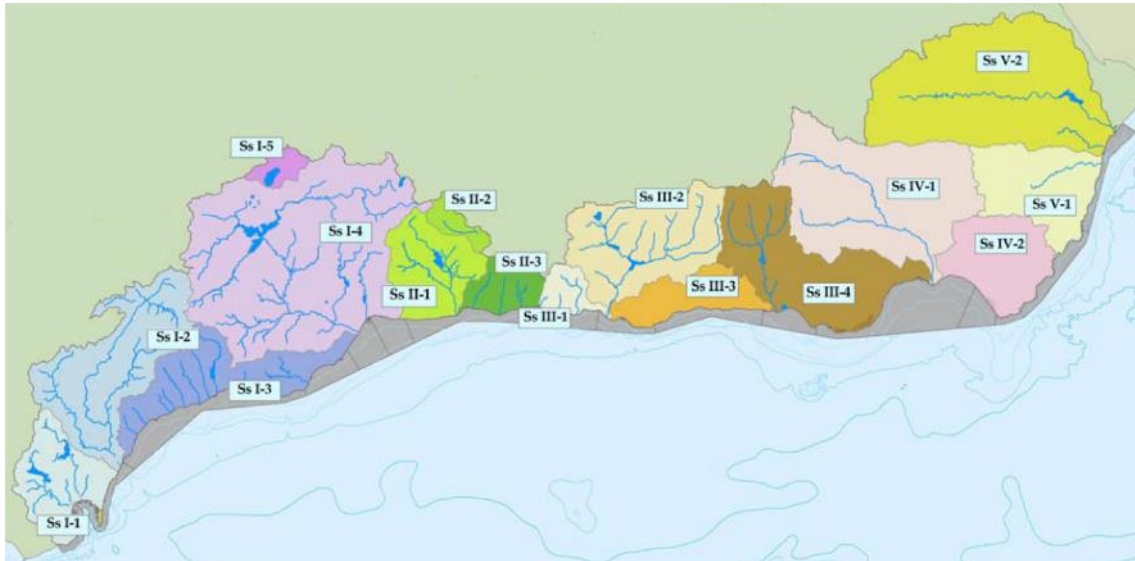 Ss V-2
Ss I-5
Ss II-2
Ss III-2
Ss IV-1
Ss V-1
Ss I-4
Ss IV-2
Ss II-3
Ss III-3
Ss III-4
Ss II-1
Ss III-1
Ss I-2
Ss I-3
Ss I-1